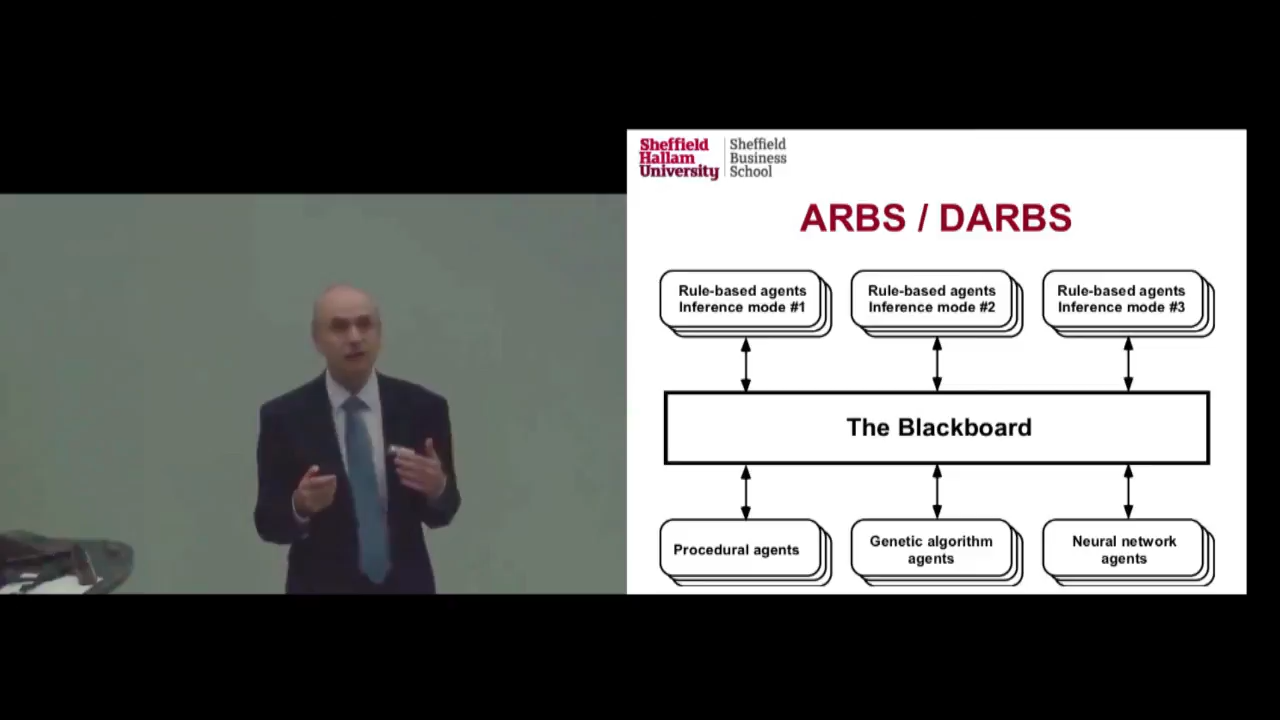 Sheffield
Hallam
University
Sheffield
Business
School
ARBS / DARBS
Rule-based agents
Inference mode #1
Rule-based agents
Inference mode #2
Rule-based agents
Inference mode #3
The Blackboard
Procedural agents
Genetic algorithm
agents
Neural network
agents